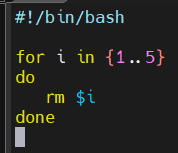 #!/bin/bash
for i in {1..5}
do
   rm $i
done